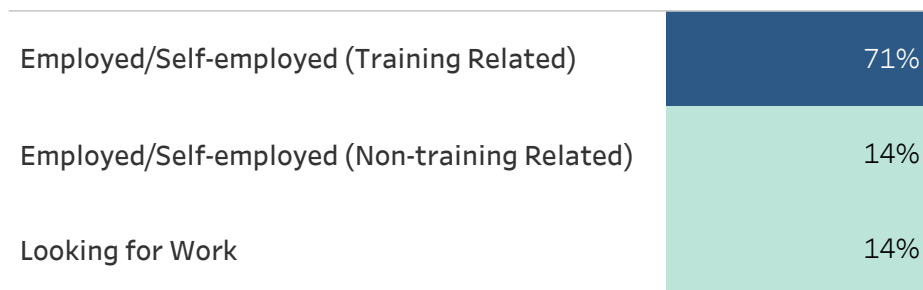 Employed/Self-employed (Training Related) 71%
Employed/Self-employed (Non-training Related) 14%
Looking for Work 14%